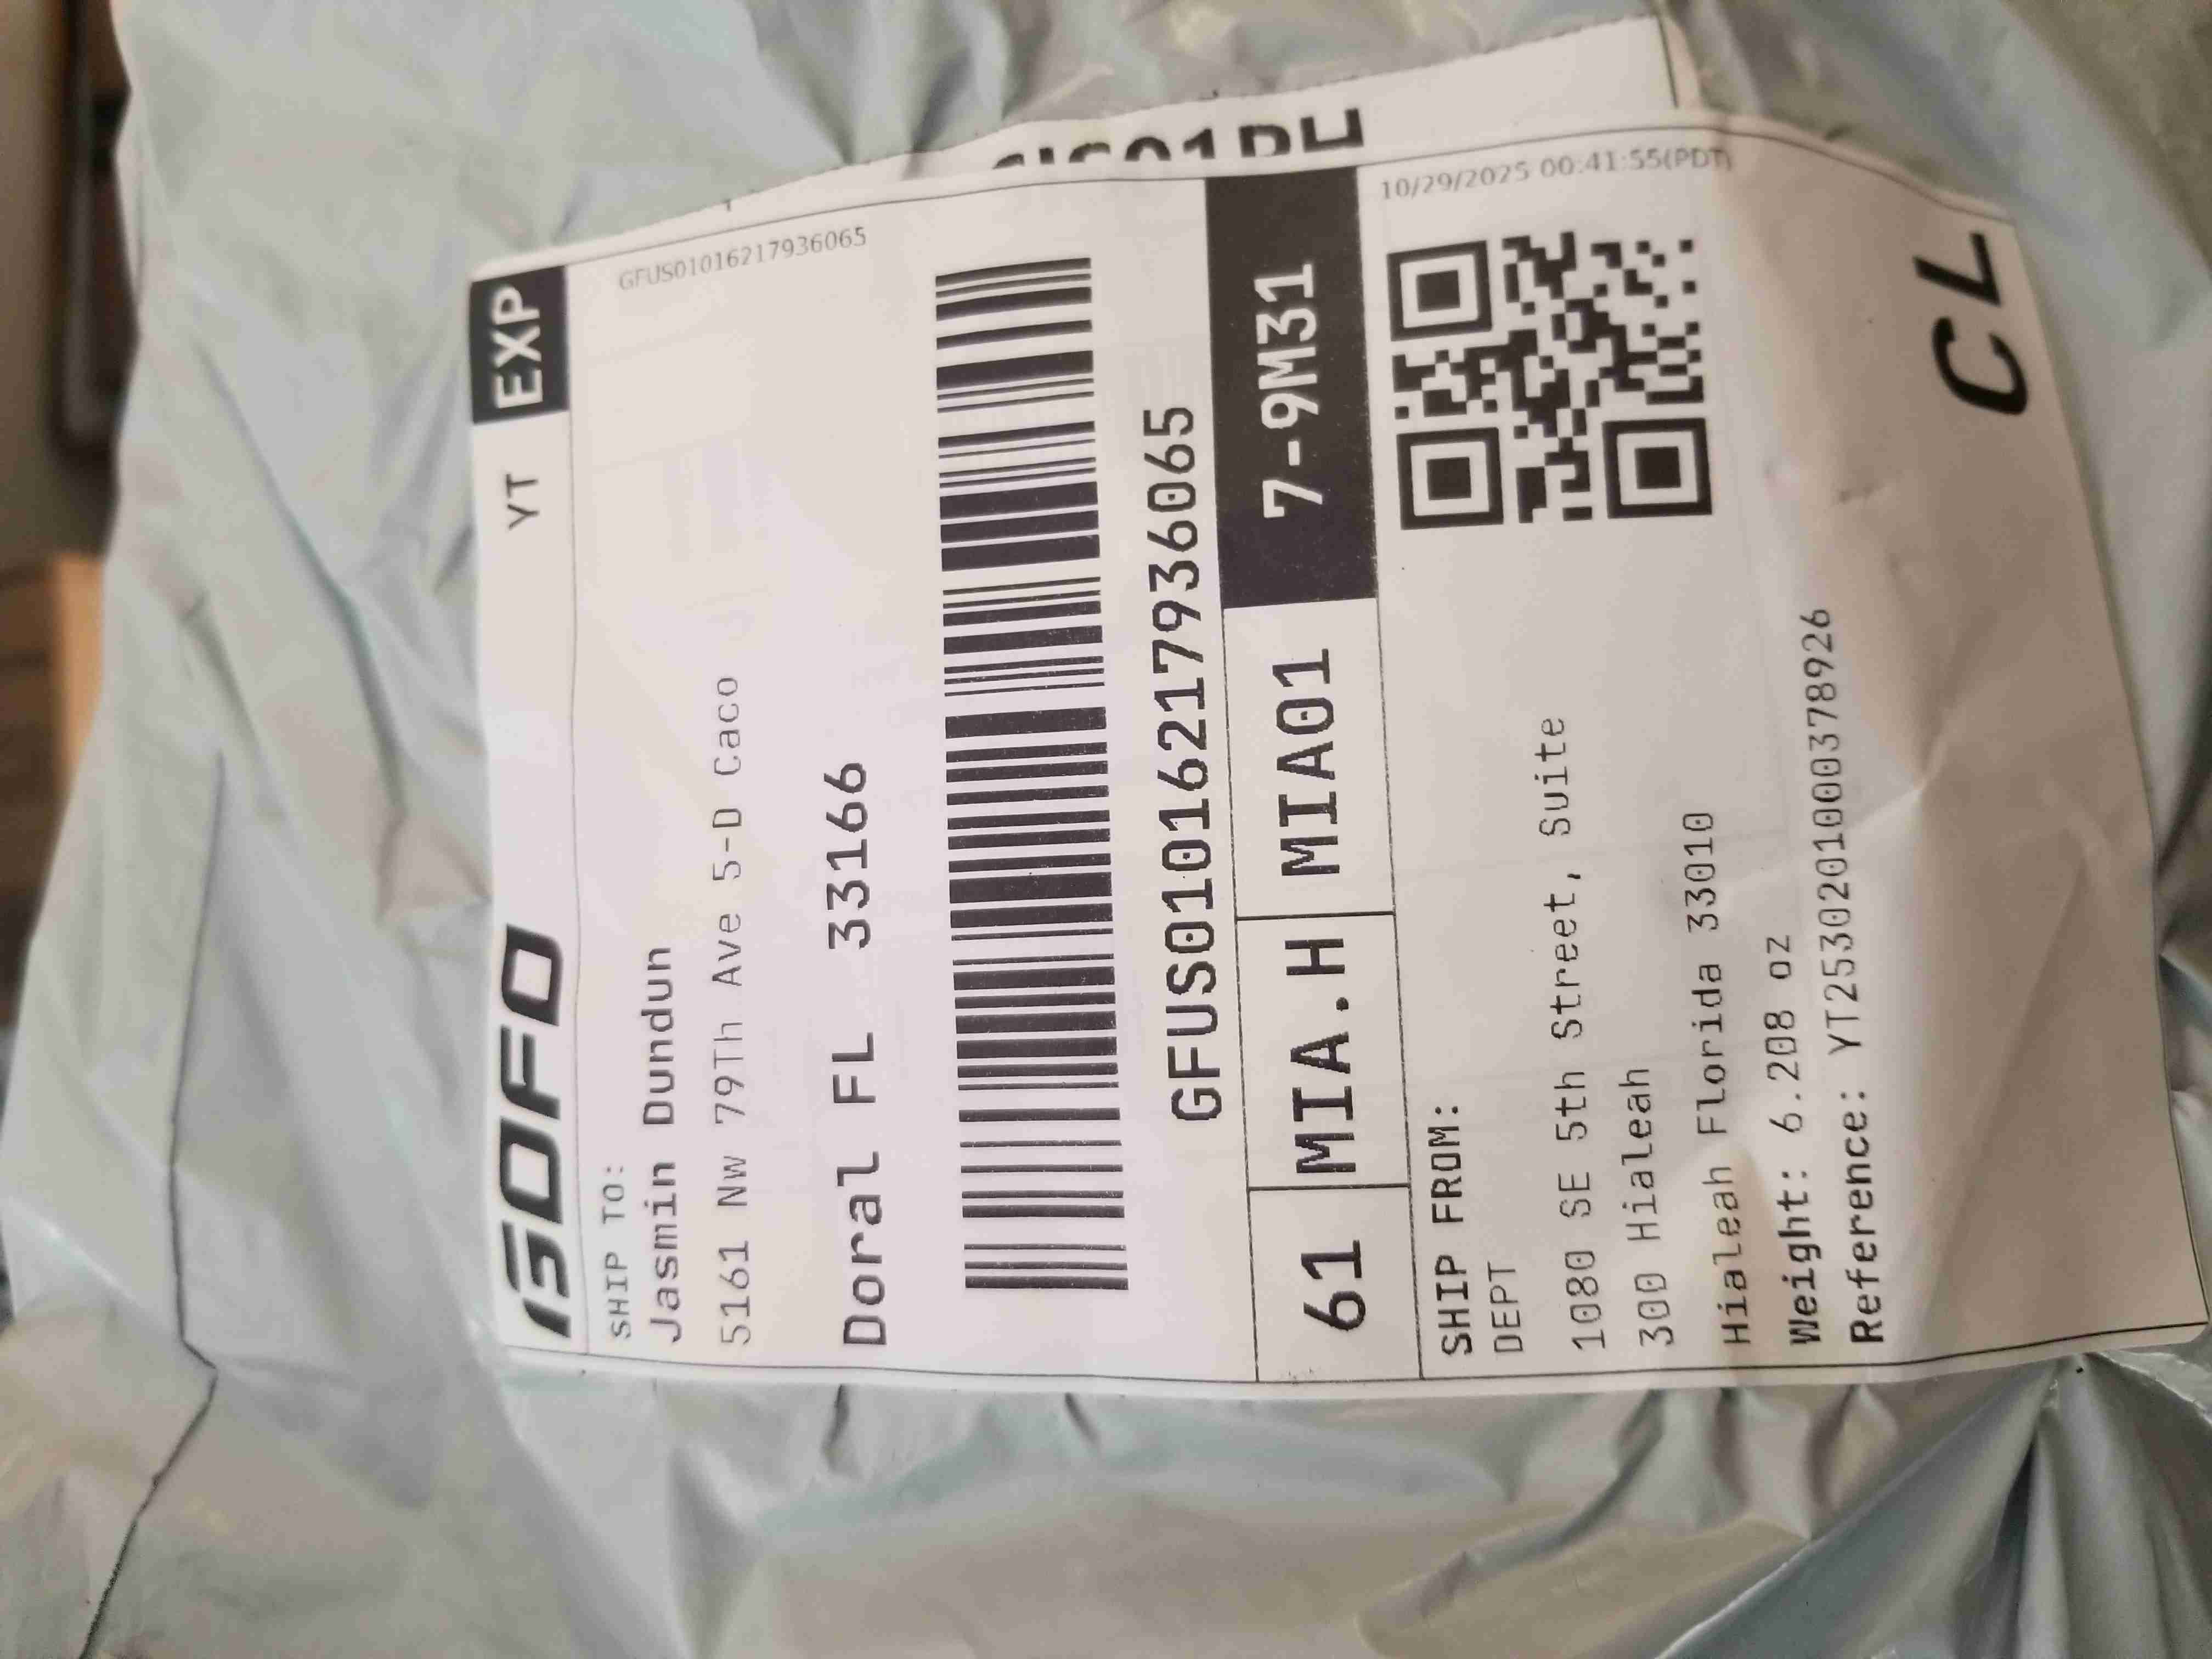 GOFO YT EXP
GFUS01016217936065
SHIP TO:
Jasmin Dundun
5161 Nw 79Th Ave 5-D Caco
Doral FL 33166
GFUS01016217936065
61 MIA.H MIA01 7-9M31
10/29/2025 00:41:55(PDT)
SHIP FROM:
DEPT
1080 SE 5th Street, Suite
300 Hialeah
Hialeah Florida 33010
Weight: 6.208 oz
Reference: YT2530201000378926
CL